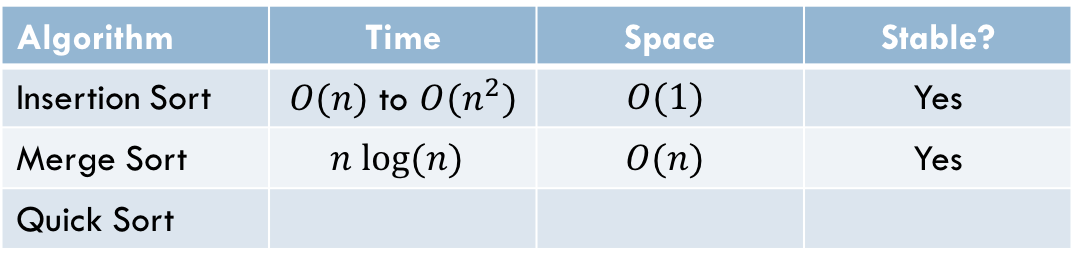 Algorithm Time Space Stable?
Insertion Sort O(n) to O(n²) O(1) Yes
Merge Sort n log(n) O(n) Yes
Quick Sort